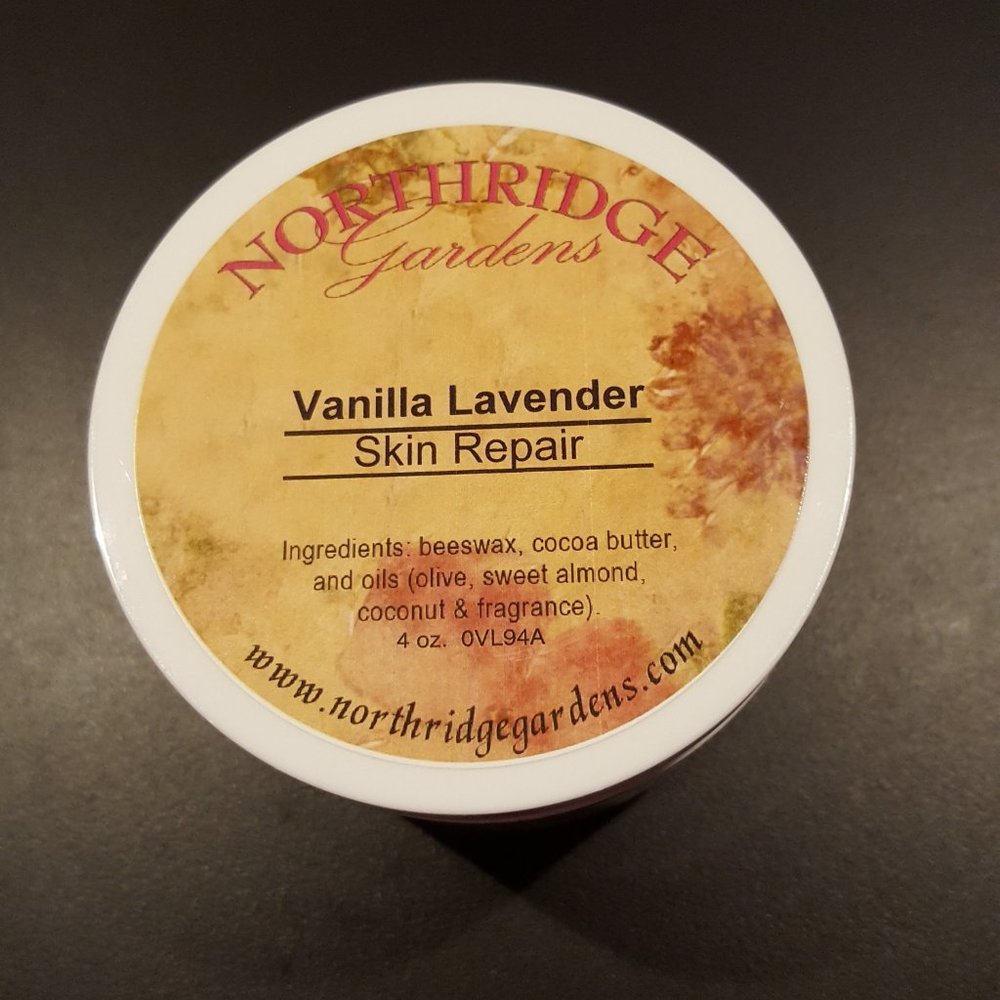 NORTHRIDGE
Gardens
Vanilla Lavender
Skin Repair
Ingredients: beeswax, cocoa butter,
and oils (olive, sweet almond,
coconut & fragrance).
4 oz. 0VL94A
www.northridgegardens.com